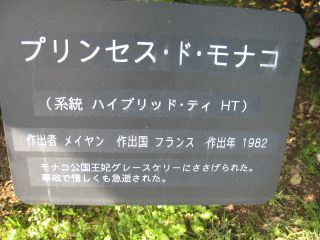 プリンセス・ド・モナコ
（系統 ハイブリッド・ティ HT）
作出者 メイヤン 作出国 フランス 作出年 1982
モナコ公国王妃グレースケリーにささげられた。
事故で惜しくも急逝された。